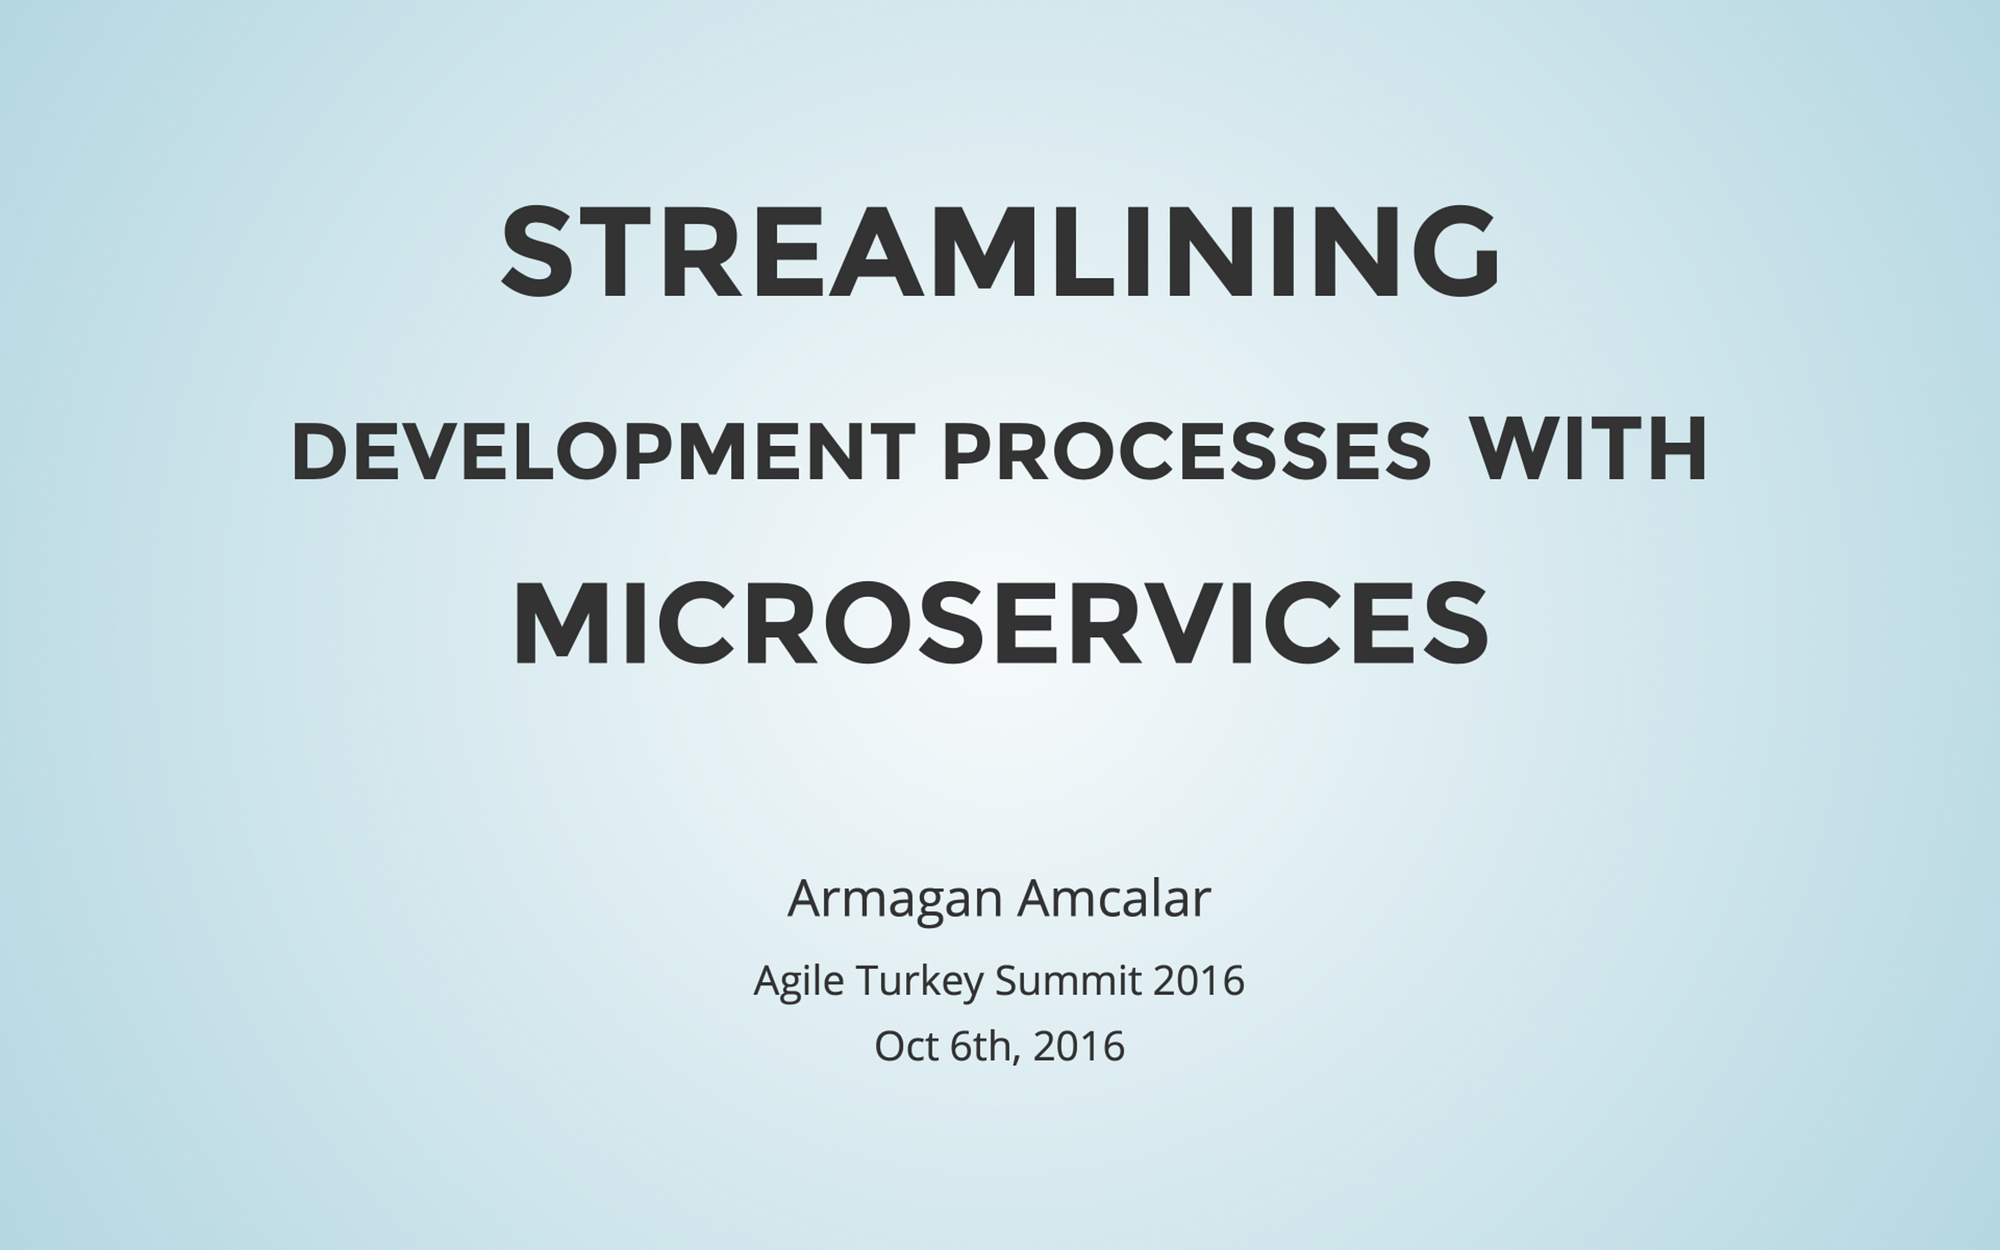 STREAMLINING
DEVELOPMENT PROCESSES WITH
MICROSERVICES
Armagan Amcalar
Agile Turkey Summit 2016
Oct 6th, 2016